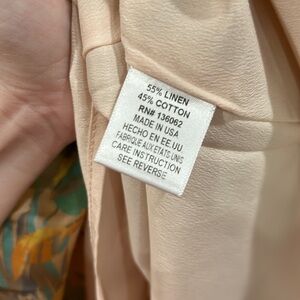 55% LINEN
45% COTTON
RN# 136062
MADE IN USA
HECHO EN EE.UU
FABRIQUE AUX ETATS UNIS
CARE INSTRUCTION
SEE REVERSE